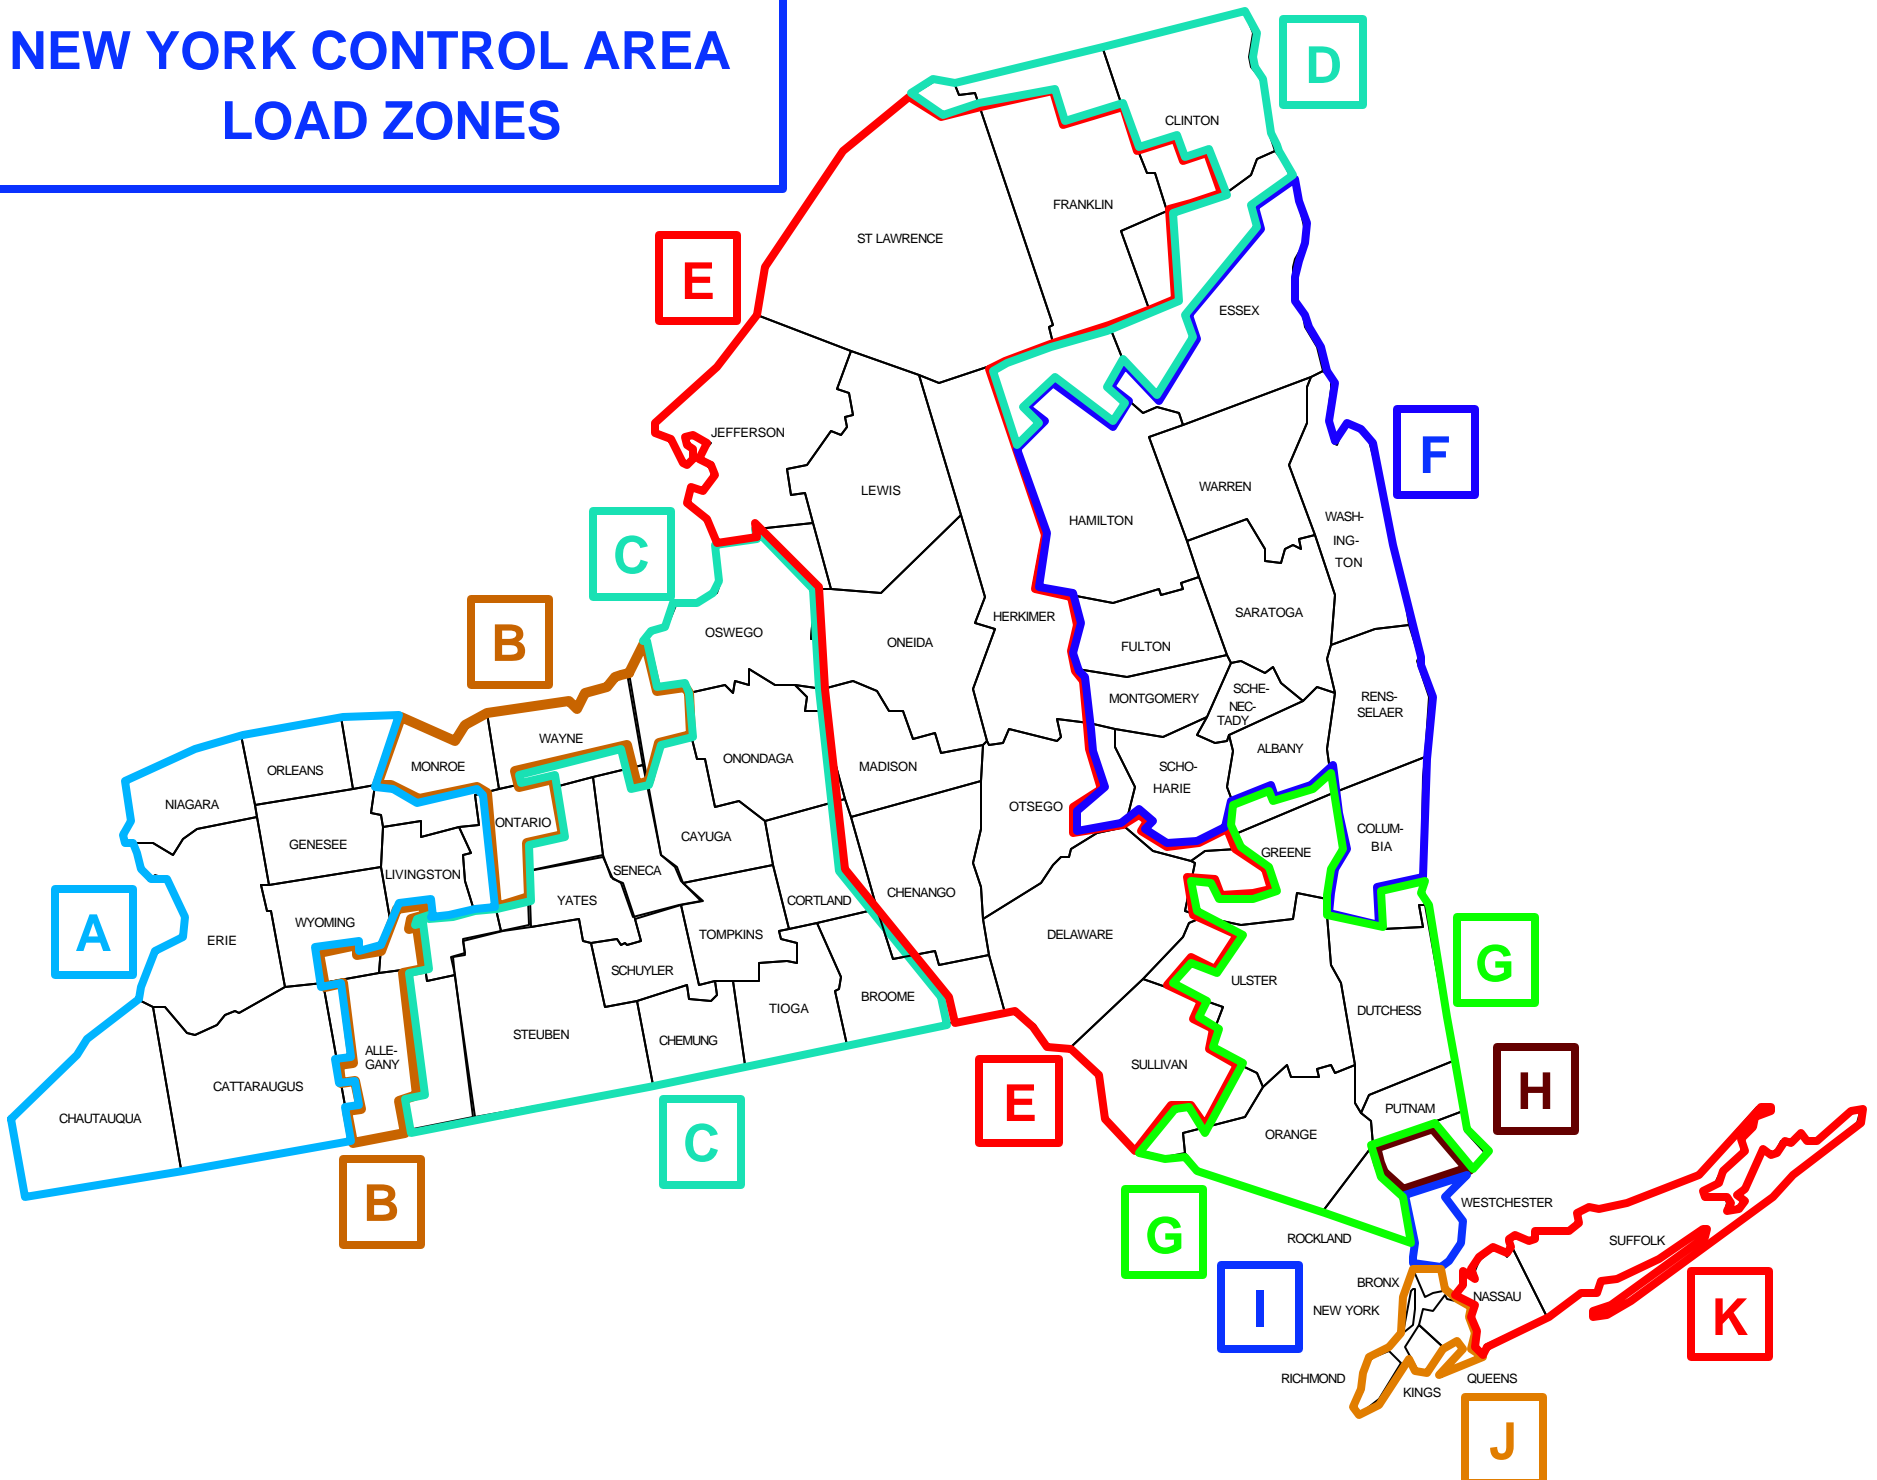 NEW YORK CONTROL AREA
LOAD ZONES
D
CLINTON
FRANKLIN
ST LAWRENCE
E
ESSEX
JEFFERSON
F
LEWIS
WARREN
HAMILTON
WASH-
ING-
TON
C
HERKIMER
SARATOGA
OSWEGO
ONEIDA
B
FULTON
MONTGOMERY
SCHE-
NEC-
TADY
RENS-
SELAER
WAYNE
ALBANY
ONONDAGA
MADISON
SCHO-
HARIE
MONROE
ORLEANS
NIAGARA
OTSEGO
ONTARIO
CAYUGA
COLUM-
BIA
GENESEE
GREENE
LIVINGSTON
SENECA
YATES
CORTLAND
CHENANGO
WYOMING
A
ERIE
TOMPKINS
DELAWARE
G
SCHUYLER
ULSTER
BROOME
TIOGA
DUTCHESS
STEUBEN
CHEMUNG
ALLE-
GANY
SULLIVAN
CATTARAUGUS
CHAUTAUQUA
H
E
PUTNAM
ORANGE
C
B
WESTCHESTER
G
ROCKLAND
SUFFOLK
BRONX
NASSAU
I
NEW YORK
K
RICHMOND
QUEENS
KINGS
J